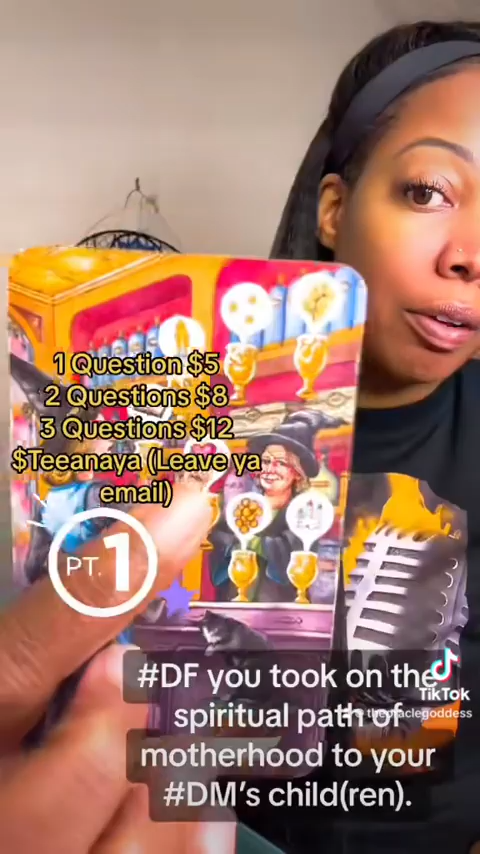 1 Question $5
2 Questions $8
3 Questions $12
$Teeanaya (Leave ya
email)
PT. 1
#DF you took on the
spiritual path of
motherhood to your
#DM's child(ren).
TikTok
@theoraclegoddess